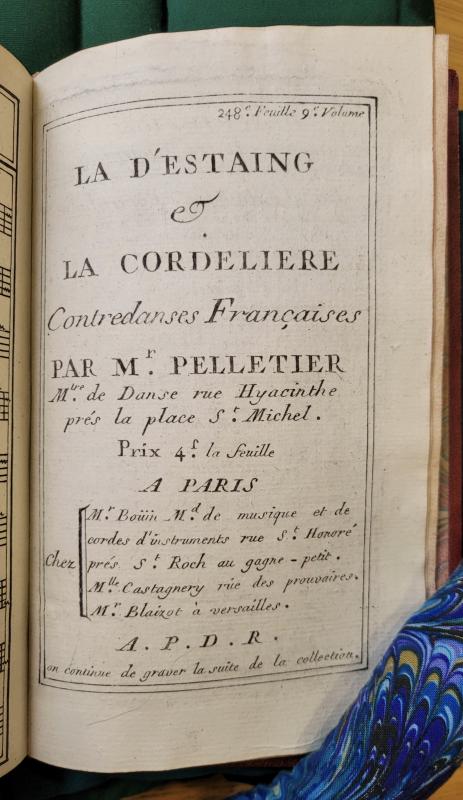 248.e Feuille 9.e Volume
LA D'ESTAING
&
LA CORDELIERE
Contredanses Françaises
PAR M.r PELLETIER
M.tre de Danse rue Hyacinthe
prés la place S.t Michel.
Prix 4.f la feuille
A PARIS
Chez
M.r Boüin M.d de musique et de
cordes d'instruments rue S.t Honoré
prés S.t Roch au gagne-petit.
M.lle Castagnery rüe des prouvaires.
M.r Blaizot à versailles.
A.P.D.R.
on continue de graver la suite de la collection.